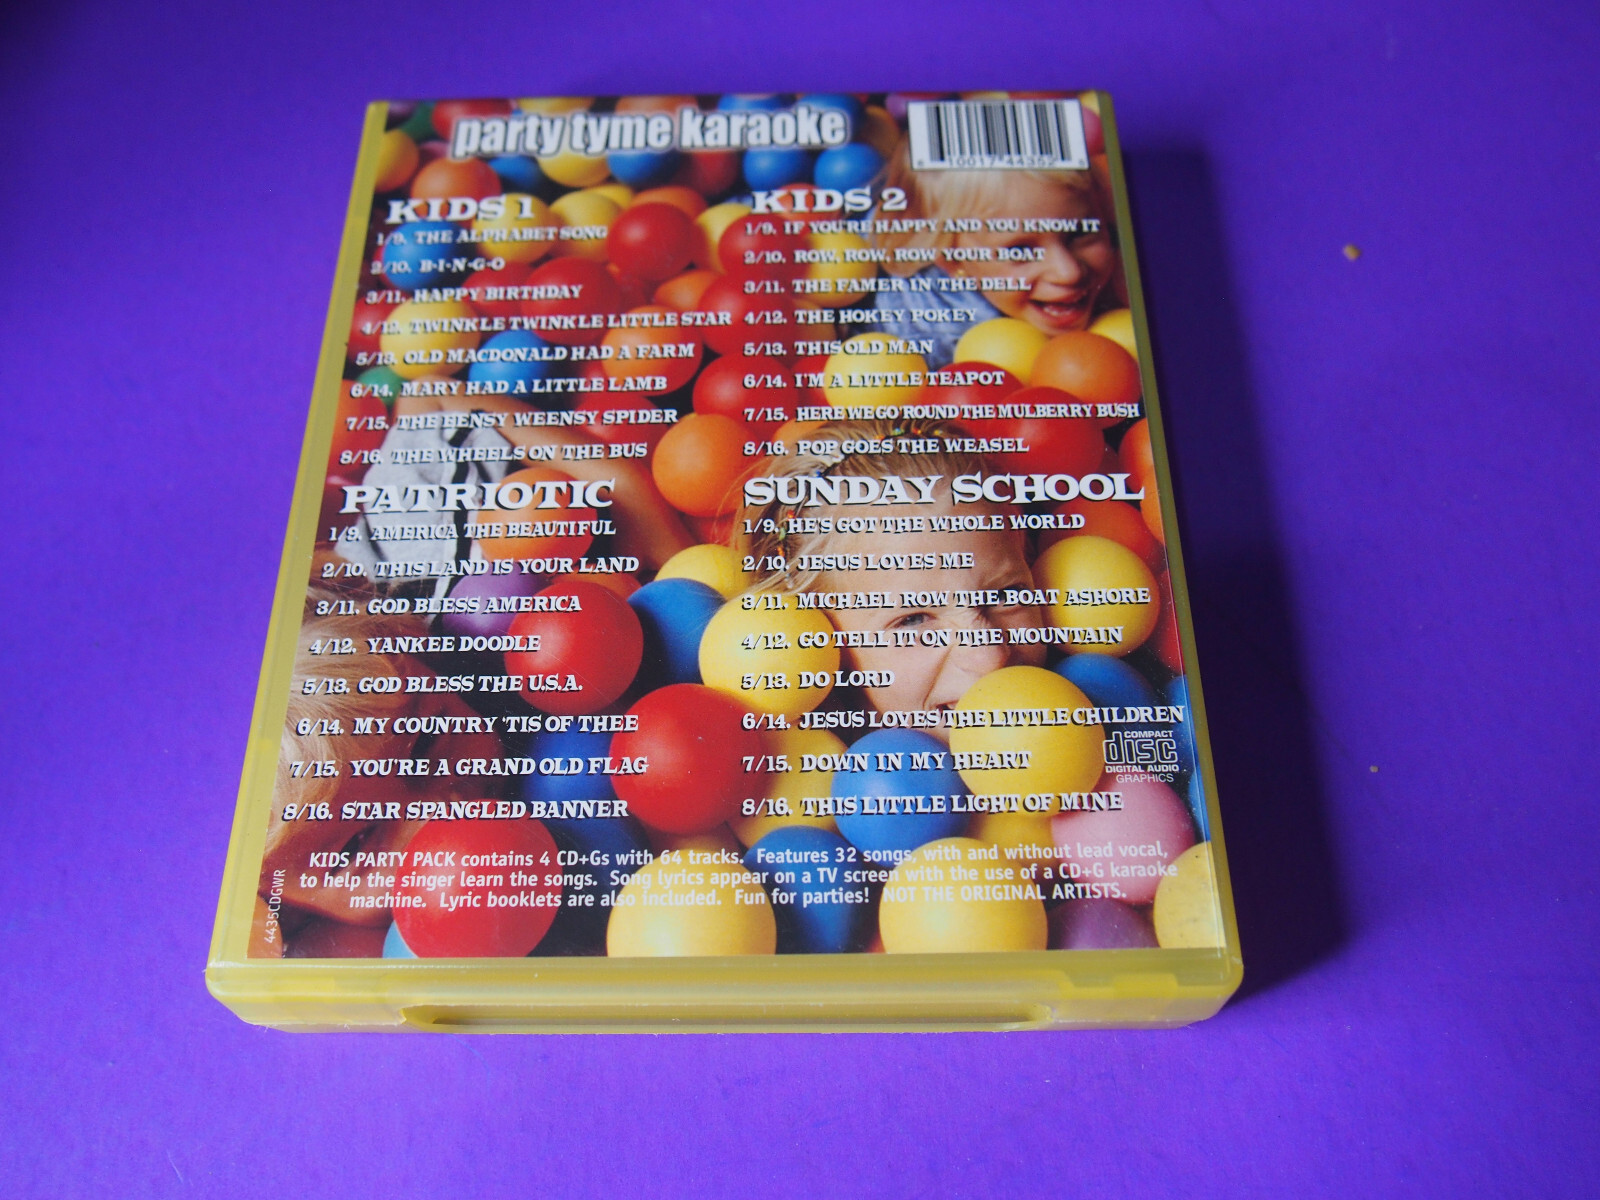 party tyme karaoke
6 10017 44352 8
KIDS 1
1/9. THE ALPHABET SONG
2/10. B-I-N-G-O
3/11. HAPPY BIRTHDAY
4/12. TWINKLE TWINKLE LITTLE STAR
5/13. OLD MACDONALD HAD A FARM
6/14. MARY HAD A LITTLE LAMB
7/15. THE EENSY WEENSY SPIDER
8/16. THE WHEELS ON THE BUS
KIDS 2
1/9. IF YOU'RE HAPPY AND YOU KNOW IT
2/10. ROW, ROW, ROW YOUR BOAT
3/11. THE FAMER IN THE DELL
4/12. THE HOKEY POKEY
5/13. THIS OLD MAN
6/14. I'M A LITTLE TEAPOT
7/15. HERE WE GO 'ROUND THE MULBERRY BUSH
8/16. POP GOES THE WEASEL
PATRIOTIC
1/9. AMERICA THE BEAUTIFUL
2/10. THIS LAND IS YOUR LAND
3/11. GOD BLESS AMERICA
4/12. YANKEE DOODLE
5/13. GOD BLESS THE U.S.A.
6/14. MY COUNTRY 'TIS OF THEE
7/15. YOU'RE A GRAND OLD FLAG
8/16. STAR SPANGLED BANNER
SUNDAY SCHOOL
1/9. HE'S GOT THE WHOLE WORLD
2/10. JESUS LOVES ME
3/11. MICHAEL ROW THE BOAT ASHORE
4/12. GO TELL IT ON THE MOUNTAIN
5/13. DO LORD
6/14. JESUS LOVES THE LITTLE CHILDREN
7/15. DOWN IN MY HEART
8/16. THIS LITTLE LIGHT OF MINE
COMPACT
disc
DIGITAL AUDIO
GRAPHICS
KIDS PARTY PACK contains 4 CD+Gs with 64 tracks. Features 32 songs, with and without lead vocal,
to help the singer learn the songs. Song lyrics appear on a TV screen with the use of a CD+G karaoke
machine. Lyric booklets are also included. Fun for parties! NOT THE ORIGINAL ARTISTS.
4435CDGWR